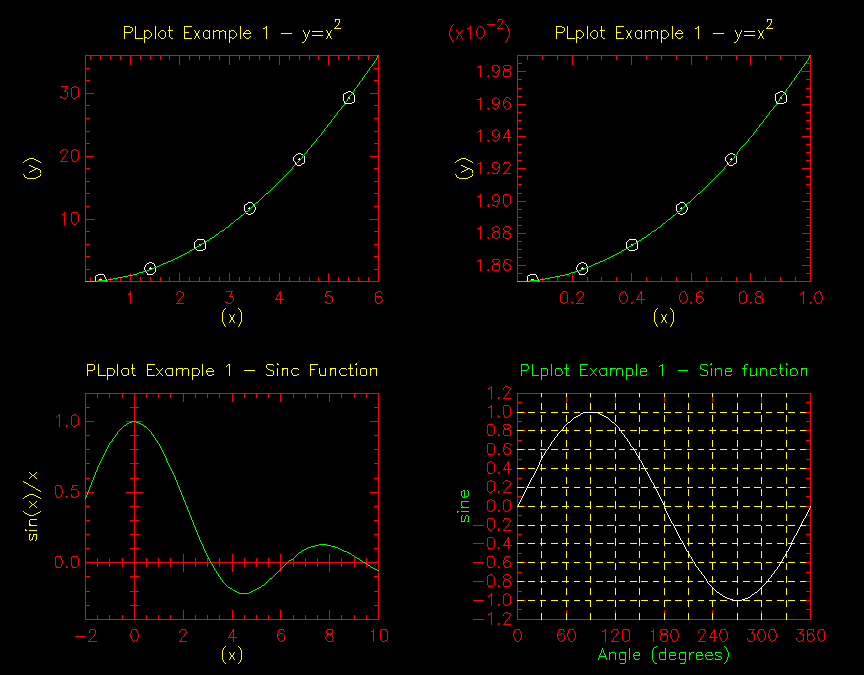 PLplot Example 1 − y=x²
30
20
10
(y)
1 2 3 4 5 6
(x)
(x10⁻²)
PLplot Example 1 − y=x²
1.98
1.96
1.94
1.92
1.90
1.88
1.86
(y)
0.2 0.4 0.6 0.8 1.0
(x)
PLplot Example 1 − Sinc Function
1.0
0.5
0.0
sin(x)/x
−2 0 2 4 6 8 10
(x)
PLplot Example 1 − Sine function
1.2
1.0
0.8
0.6
0.4
0.2
0.0
−0.2
−0.4
−0.6
−0.8
−1.0
−1.2
sine
0 60 120 180 240 300 360
Angle (degrees)